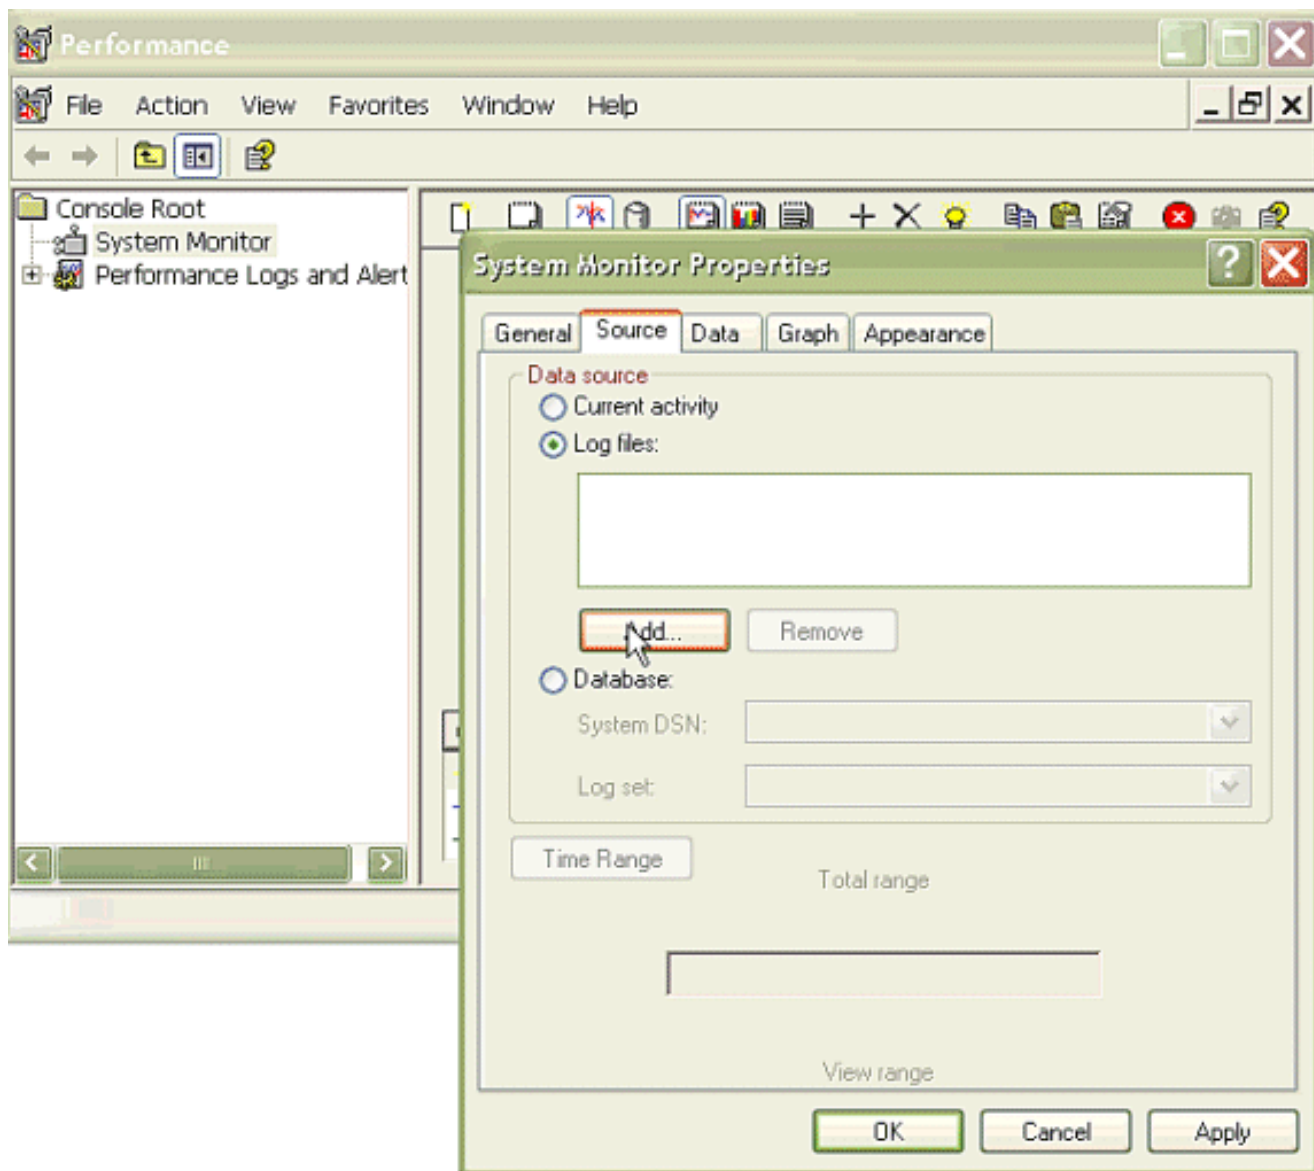 Performance
File Action View Favorites Window Help
Console Root
System Monitor
Performance Logs and Alert
System Monitor Properties
General Source Data Graph Appearance
Data source
Current activity
Log files:
Add... Remove
Database:
System DSN:
Log set:
Time Range
Total range
View range
OK Cancel Apply